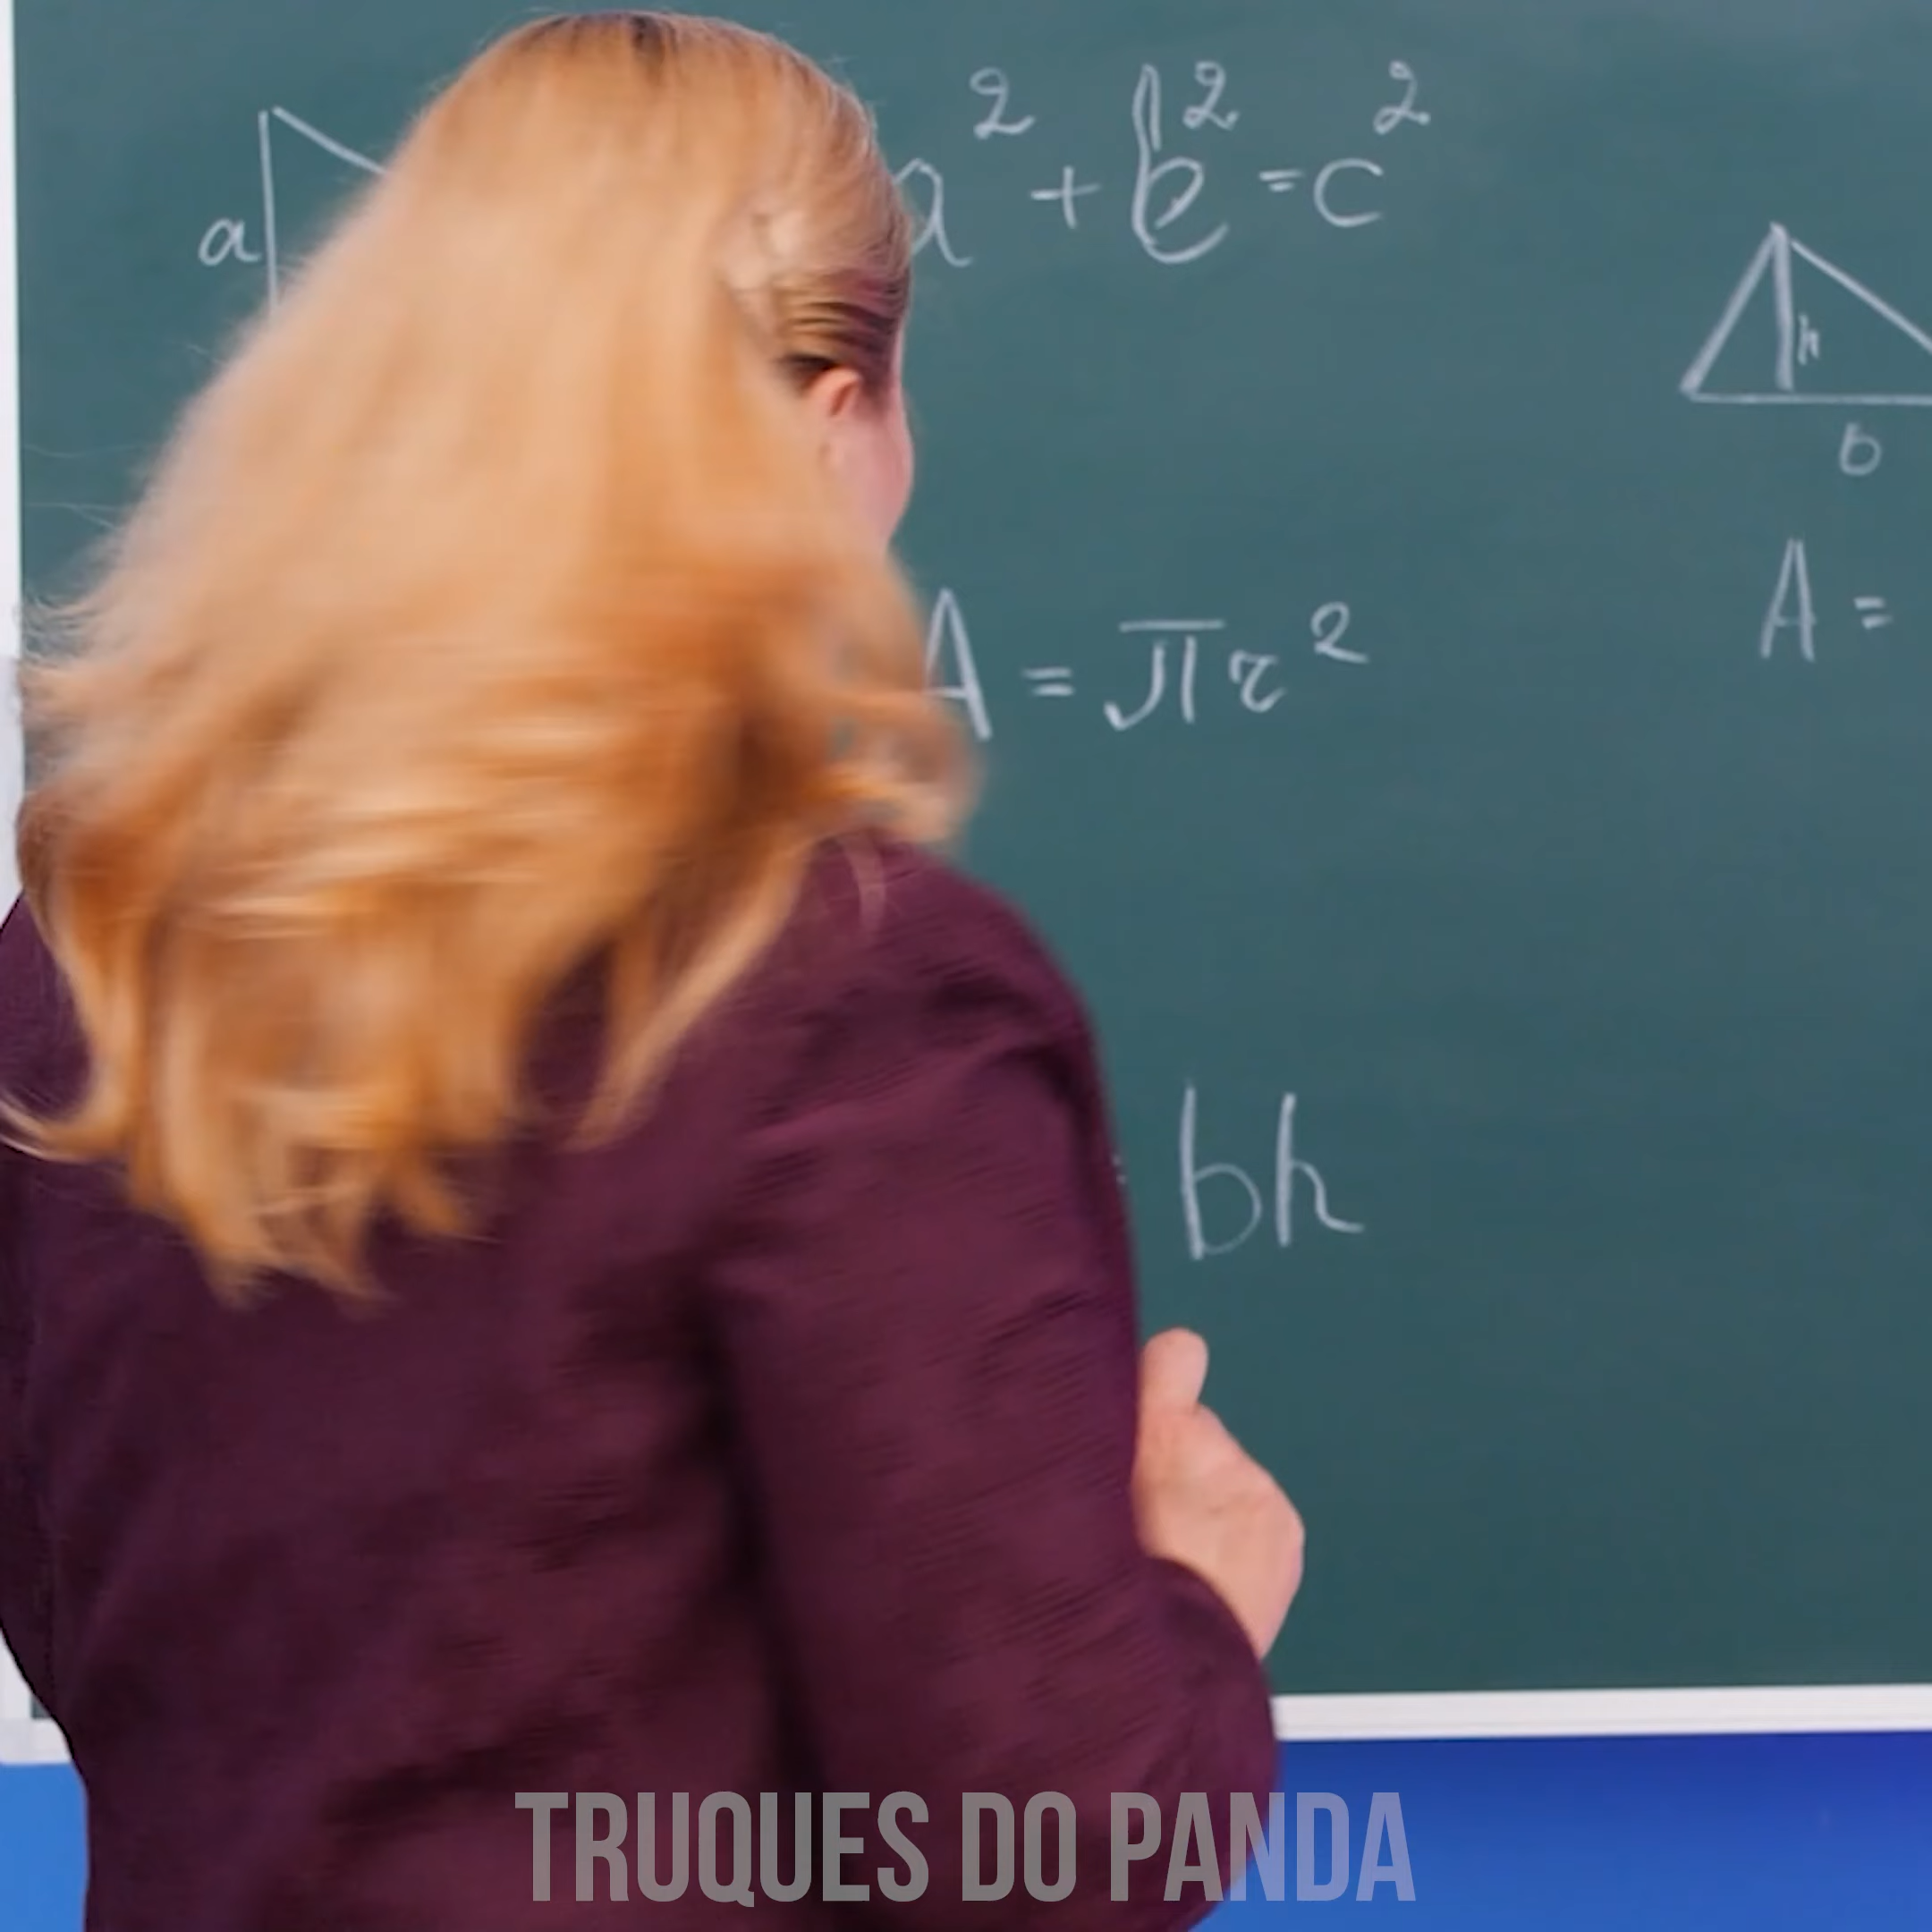 a
a² + b² = c²
h
b
A = πr²
A =
bh
TRUQUES DO PANDA